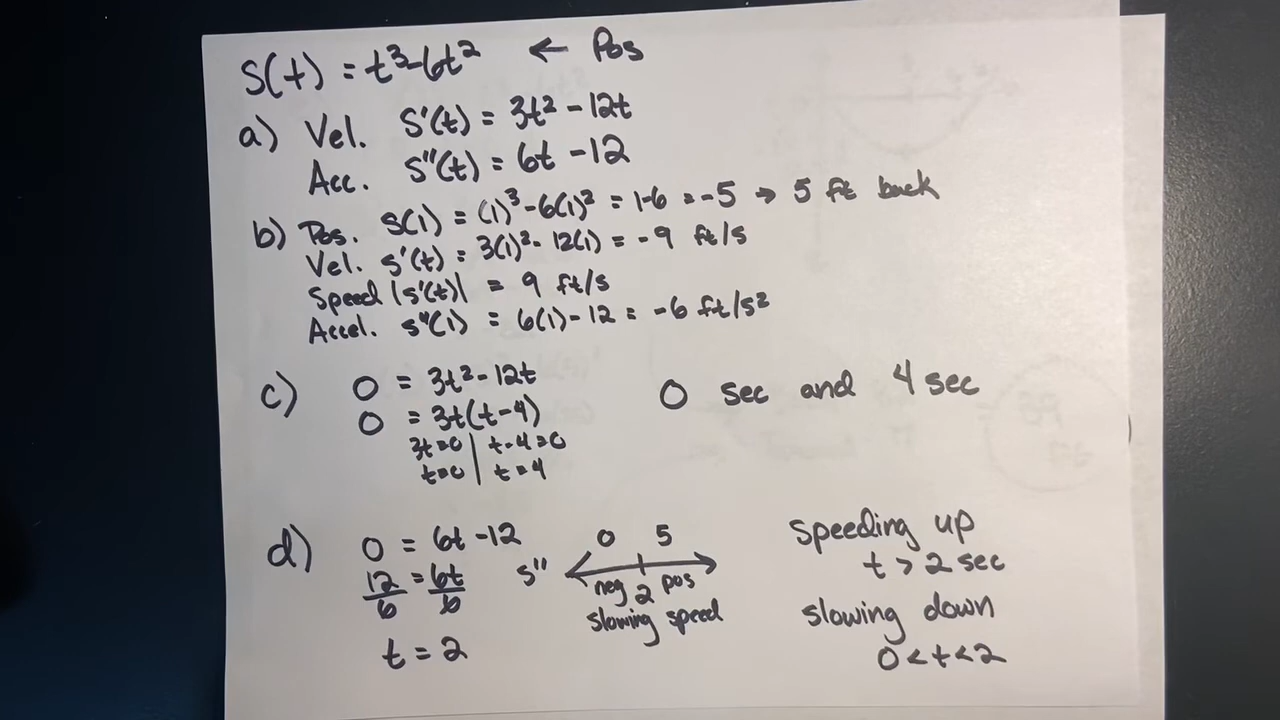 S(t) = t³-6t² ← Pos
a) Vel. S'(t) = 3t² - 12t
Acc. S''(t) = 6t - 12
b) Pos. S(1) = (1)³ - 6(1)² = 1-6 = -5 → 5 ft back
Vel. s'(t) = 3(1)² - 12(1) = -9 ft/s
Speed |s'(t)| = 9 ft/s
Accel. s''(1) = 6(1) - 12 = -6 ft/s²
c) 0 = 3t² - 12t 0 sec and 4 sec
0 = 3t(t-4)
3t=0 | t-4=0
t=0 | t=4
d) 0 = 6t - 12
12/6 = 6t/6
t = 2
s'' 0 5
neg 2 pos
slowing speed
speeding up
t > 2 sec
slowing down
0 < t < 2